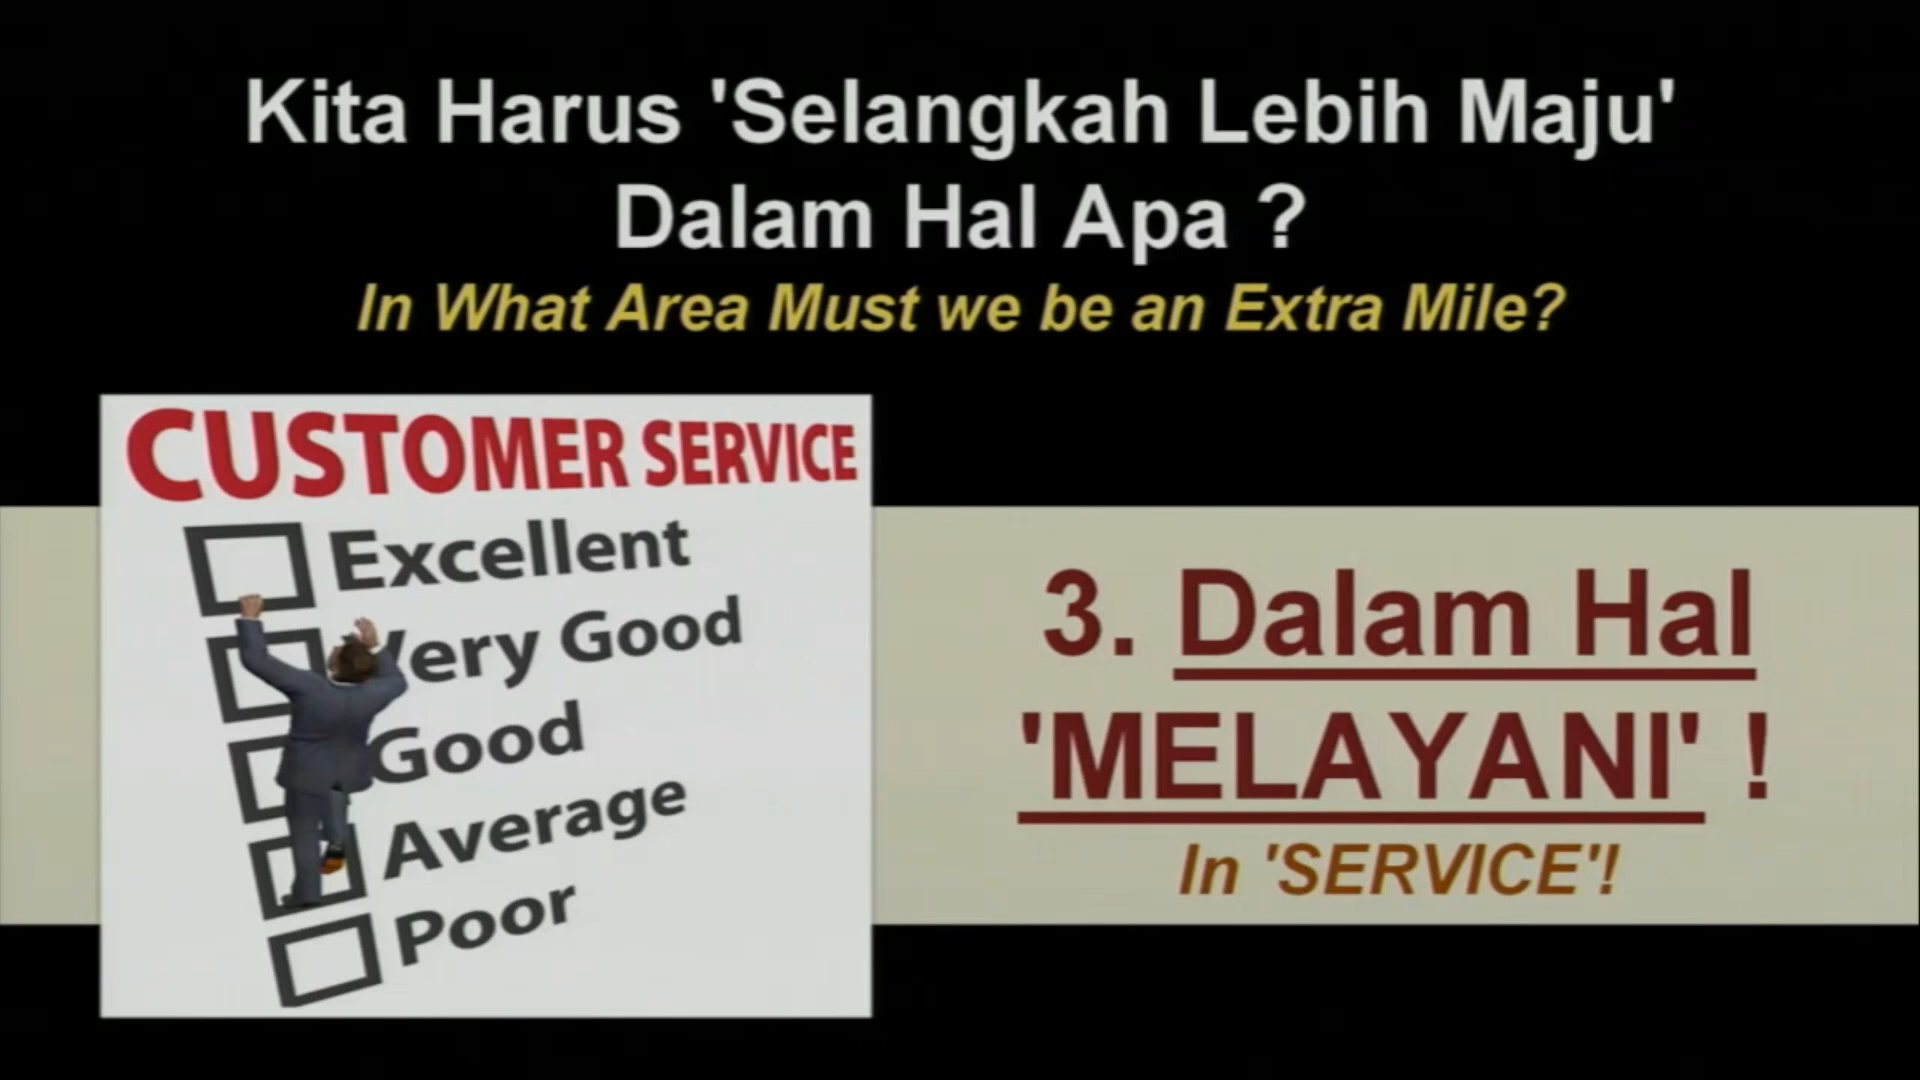 Kita Harus 'Selangkah Lebih Maju'
Dalam Hal Apa ?
In What Area Must we be an Extra Mile?
CUSTOMER SERVICE
Excellent
Very Good
Good
Average
Poor
3. Dalam Hal
'MELAYANI' !
In 'SERVICE'!